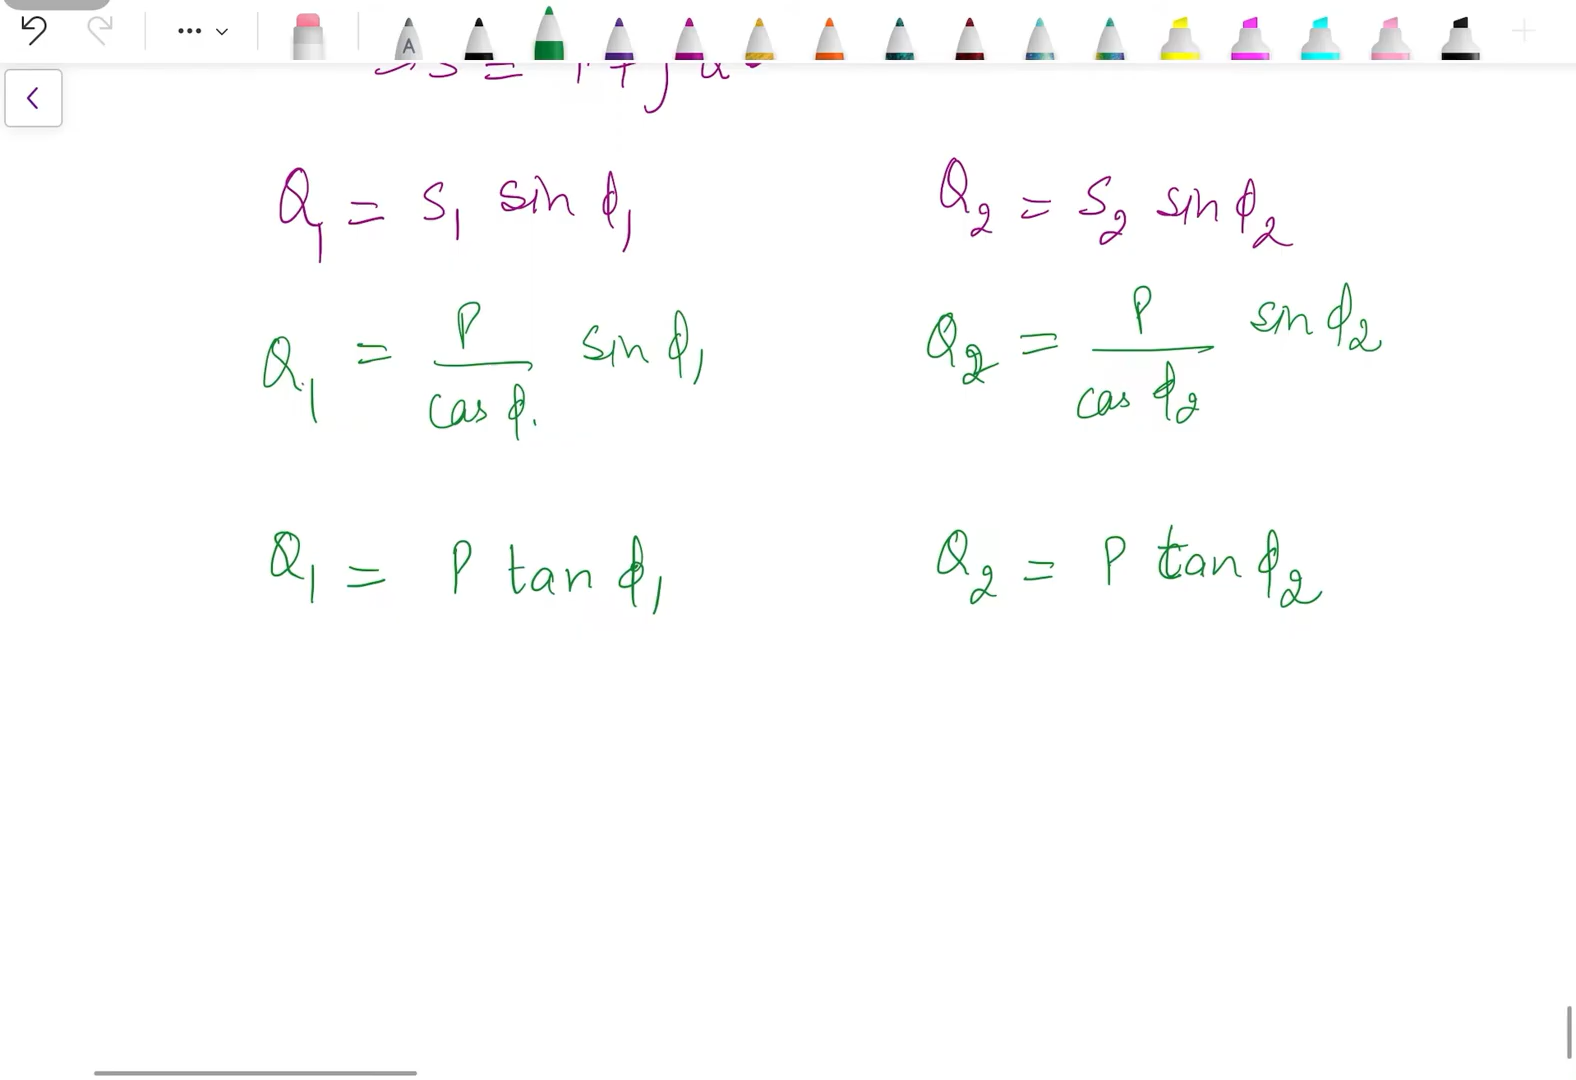 Q₁ = S₁ sin ϕ₁ Q₂ = S₂ sin ϕ₂
Q₁ = P / cos ϕ₁ sin ϕ₁ Q₂ = P / cos ϕ₂ sin ϕ₂
Q₁ = P tan ϕ₁ Q₂ = P tan ϕ₂